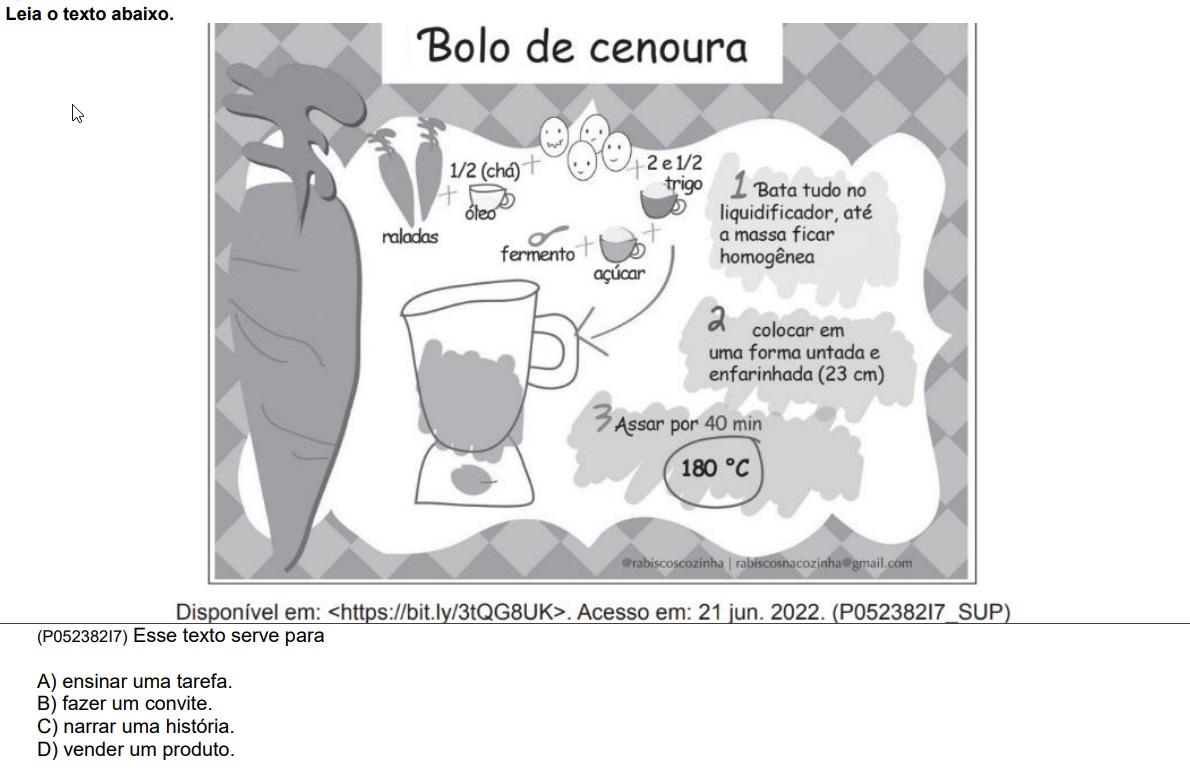 Leia o texto abaixo.
Bolo de cenoura
raladas
1/2 (chá)
óleo
2 e 1/2
trigo
açúcar
fermento
1 Bata tudo no
liquidificador, até
a massa ficar
homogênea
2 colocar em
uma forma untada e
enfarinhada (23 cm)
3 Assar por 40 min
180 °C
@rabiscoscozinha | rabiscosnacozinha@gmail.com
Disponível em: <https://bit.ly/3tQG8UK>. Acesso em: 21 jun. 2022. (P052382I7_SUP)
(P052382I7) Esse texto serve para
A) ensinar uma tarefa.
B) fazer um convite.
C) narrar uma história.
D) vender um produto.